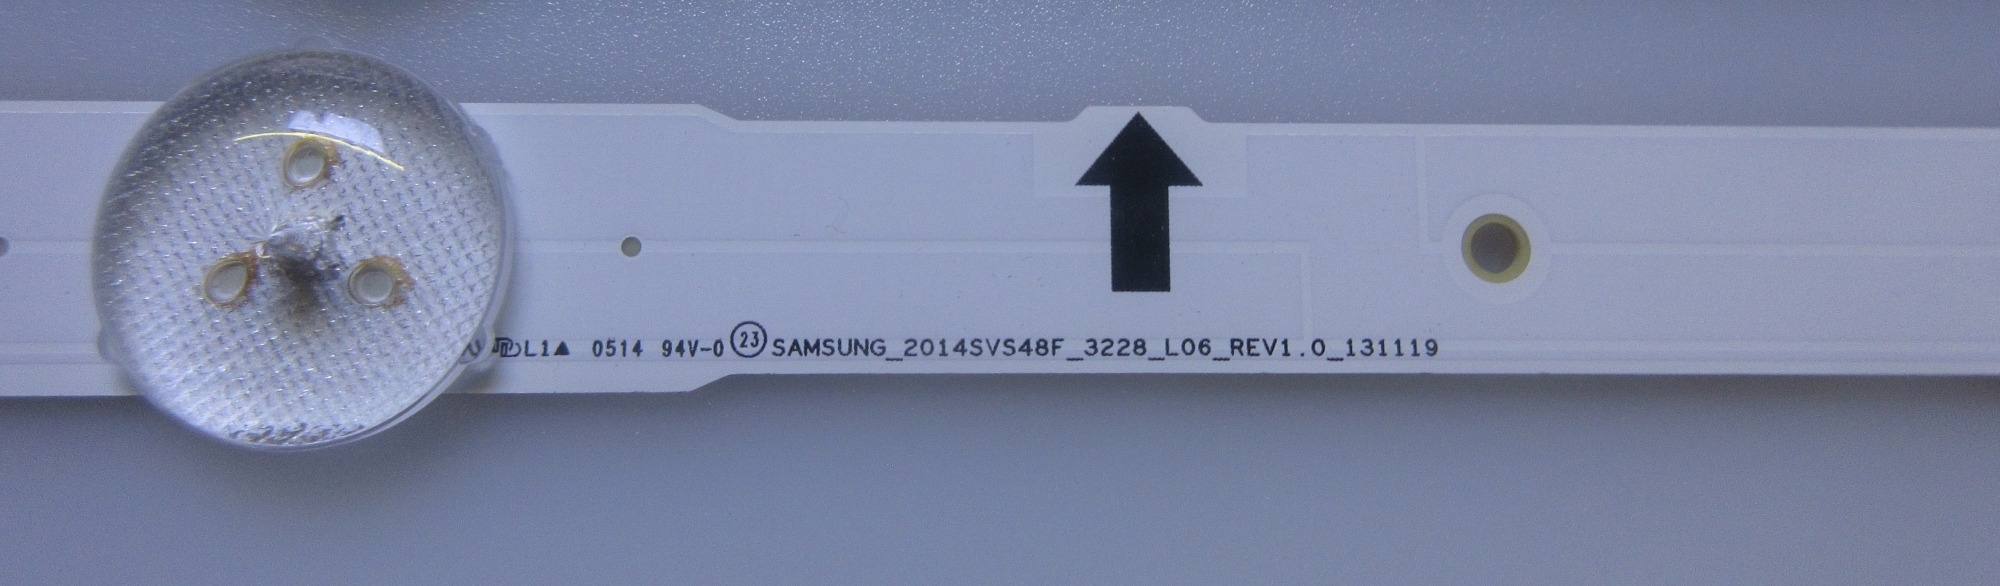 L1▲ 0514 94V-0 23 SAMSUNG_2014SVS48F_3228_L06_REV1.0_131119